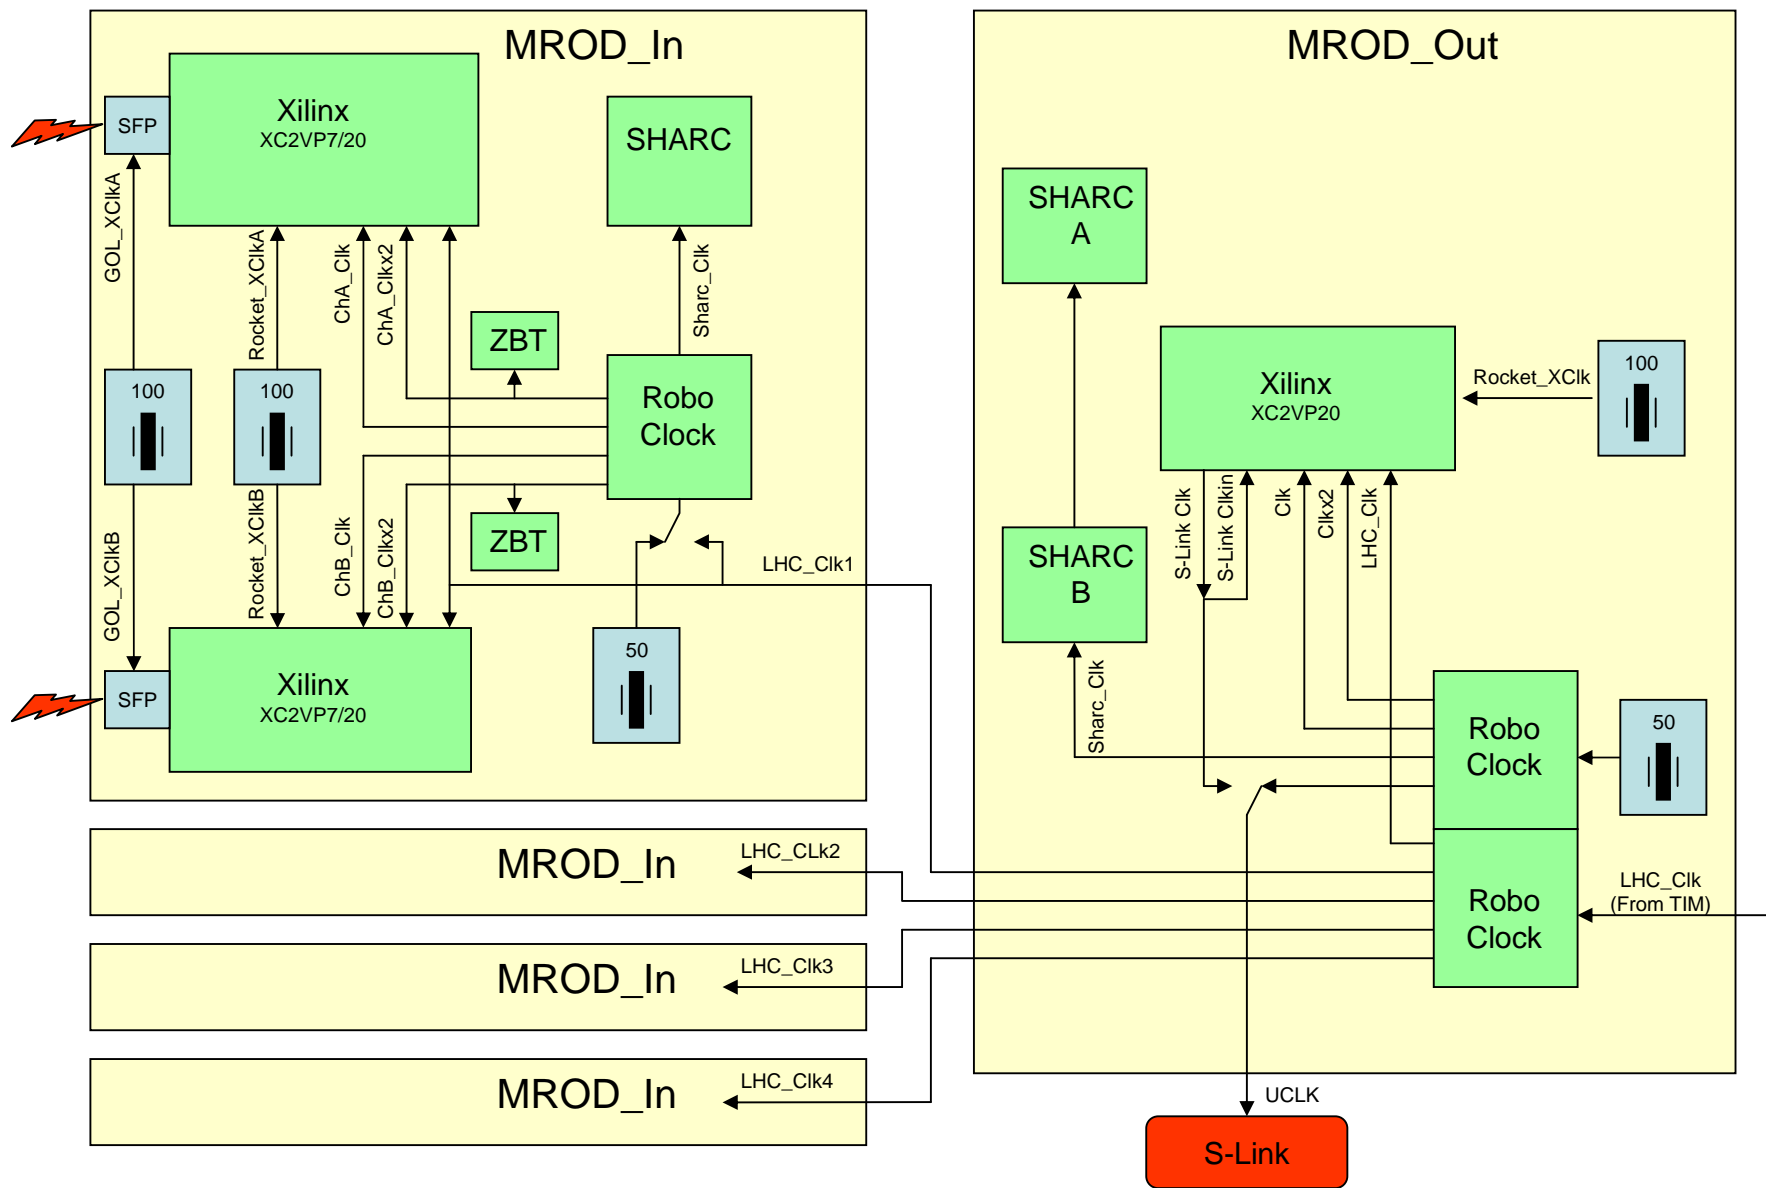 MROD_In
Xilinx
XC2VP7/20
SFP
SHARC
GOL_XClkA
Rocket_XClkA
ChA_Clk
ChA_Clkx2
Sharc_Clk
ZBT
100
100
Robo
Clock
GOL_XClkB
Rocket_XClkB
ChB_Clk
ChB_Clkx2
ZBT
LHC_Clk1
50
SFP
Xilinx
XC2VP7/20
MROD_In
LHC_CLk2
MROD_In
LHC_Clk3
MROD_In
LHC_Clk4
MROD_Out
SHARC
A
Xilinx
XC2VP20
Rocket_XClk
100
S-Link Clk
S-Link Clkin
Clk
Clkx2
LHC_Clk
SHARC
B
Sharc_Clk
Robo
Clock
50
Robo
Clock
LHC_Clk
(From TIM)
UCLK
S-Link